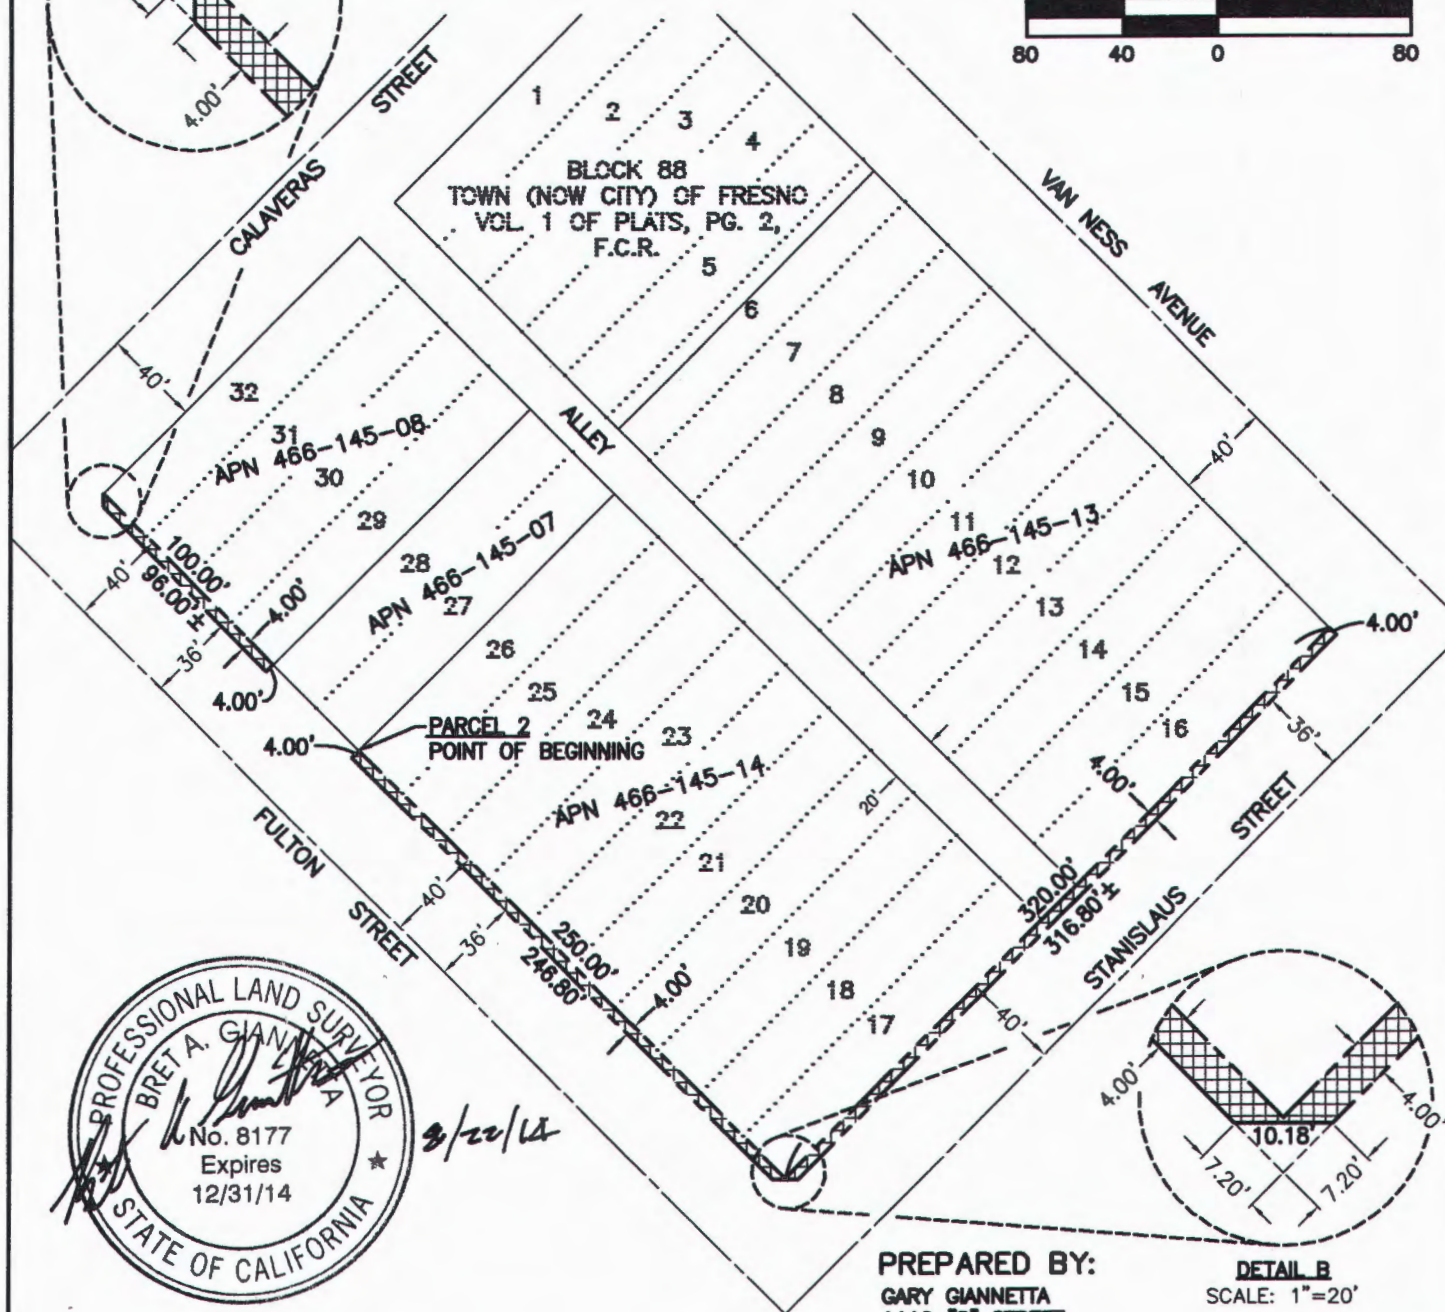 80 40 0 80
4.00'
CALAVERAS STREET
1
2
3
4
BLOCK 88
TOWN (NOW CITY) OF FRESNO
VOL. 1 OF PLATS, PG. 2,
F.C.R.
5
6
7
8
9
10
11
APN 466-145-13
12
13
14
15
16
VAN NESS AVENUE
40'
ALLEY
40'
32
31
APN 466-145-08
30
29
28
APN 466-145-07
27
26
25
24
23
APN 466-145-14
22
21
20
19
18
17
20'
100.00'
96.00'±
40'
36'
4.00'
4.00'
4.00'
PARCEL 2
POINT OF BEGINNING
FULTON STREET
40'
36'
250.00'
246.80'
4.00'
4.00'
36'
4.00'
320.00'
316.80'±
STANISLAUS STREET
40'
PROFESSIONAL LAND SURVEYOR
BRET A. GIANNETTA
No. 8177
Expires
12/31/14
STATE OF CALIFORNIA
8/22/14
4.00'
4.00'
10.18'
7.20'
7.20'
DETAIL B
SCALE: 1"=20'
PREPARED BY:
GARY GIANNETTA